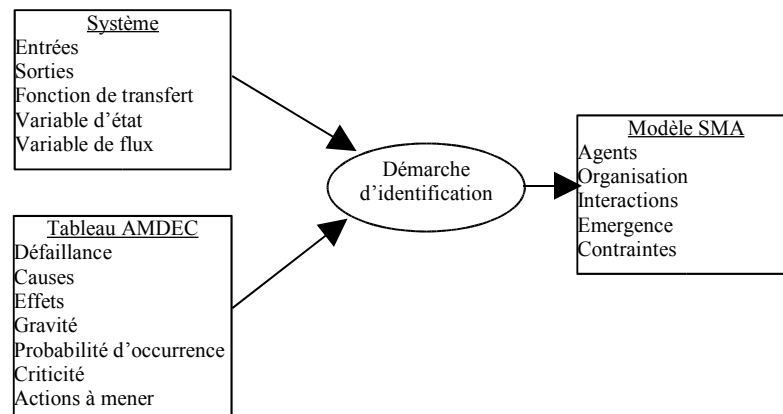 Système
Entrées
Sorties
Fonction de transfert
Variable d’état
Variable de flux
Tableau AMDEC
Défaillance
Causes
Effets
Gravité
Probabilité d’occurrence
Criticité
Actions à mener
Démarche
d’identification
Modèle SMA
Agents
Organisation
Interactions
Emergence
Contraintes